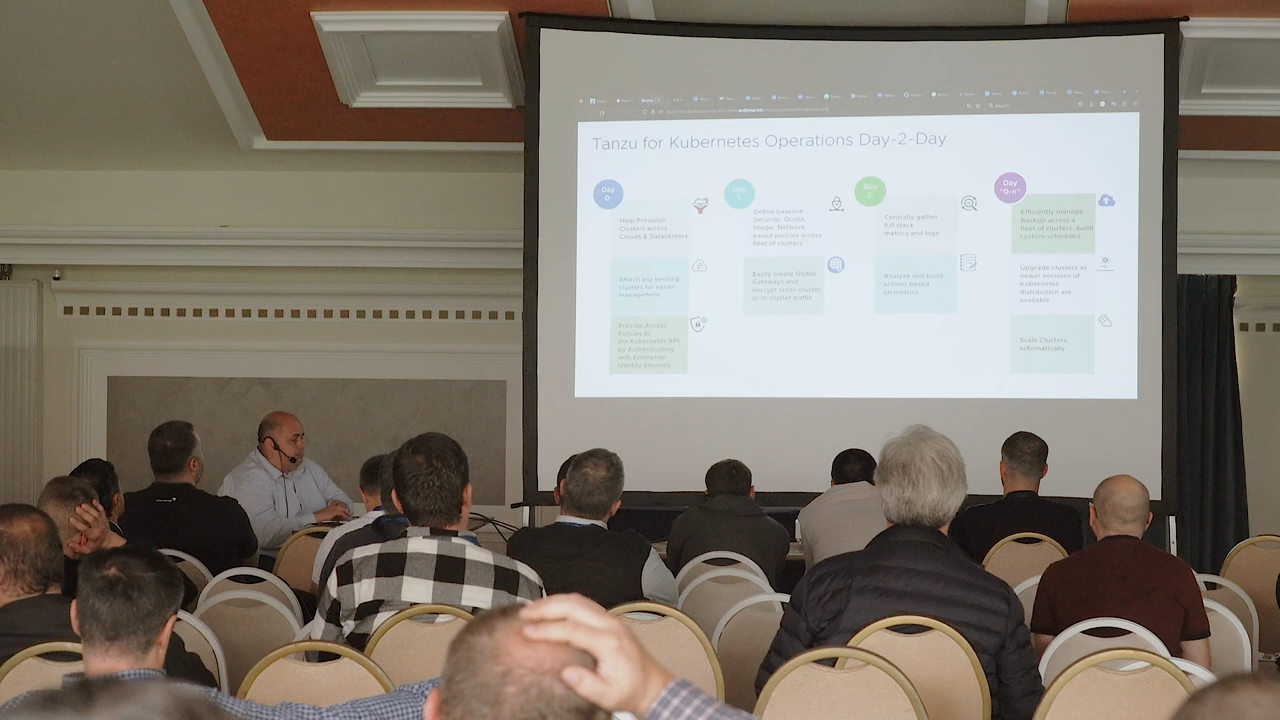 Tanzu for Kubernetes Operations Day-2-Day
Day
0:
Help Provision
Clusters across
Clouds & Datacenters
Attach any existing
clusters for vision
management
Provide Access
Policies to
the Kubernetes API
by Authenticating
with Enterprise
Identity Services
Day
1:
Define baseline
Security, Quota,
Image, Network
based policies across
fleet of clusters
Easily create Global
Gateways and
encrypt cross-cluster
or in-cluster traffic
Day
2:
Centrally gather
full stack
metrics and logs
Analyze and build
actions based
on metrics
Day
"0-n"
Efficiently manage
Backup across a
fleet of clusters, build
custom schedules
Upgrade clusters as
newer versions of
Kubernetes
distribution are
available
Scale Clusters
automatically
Search